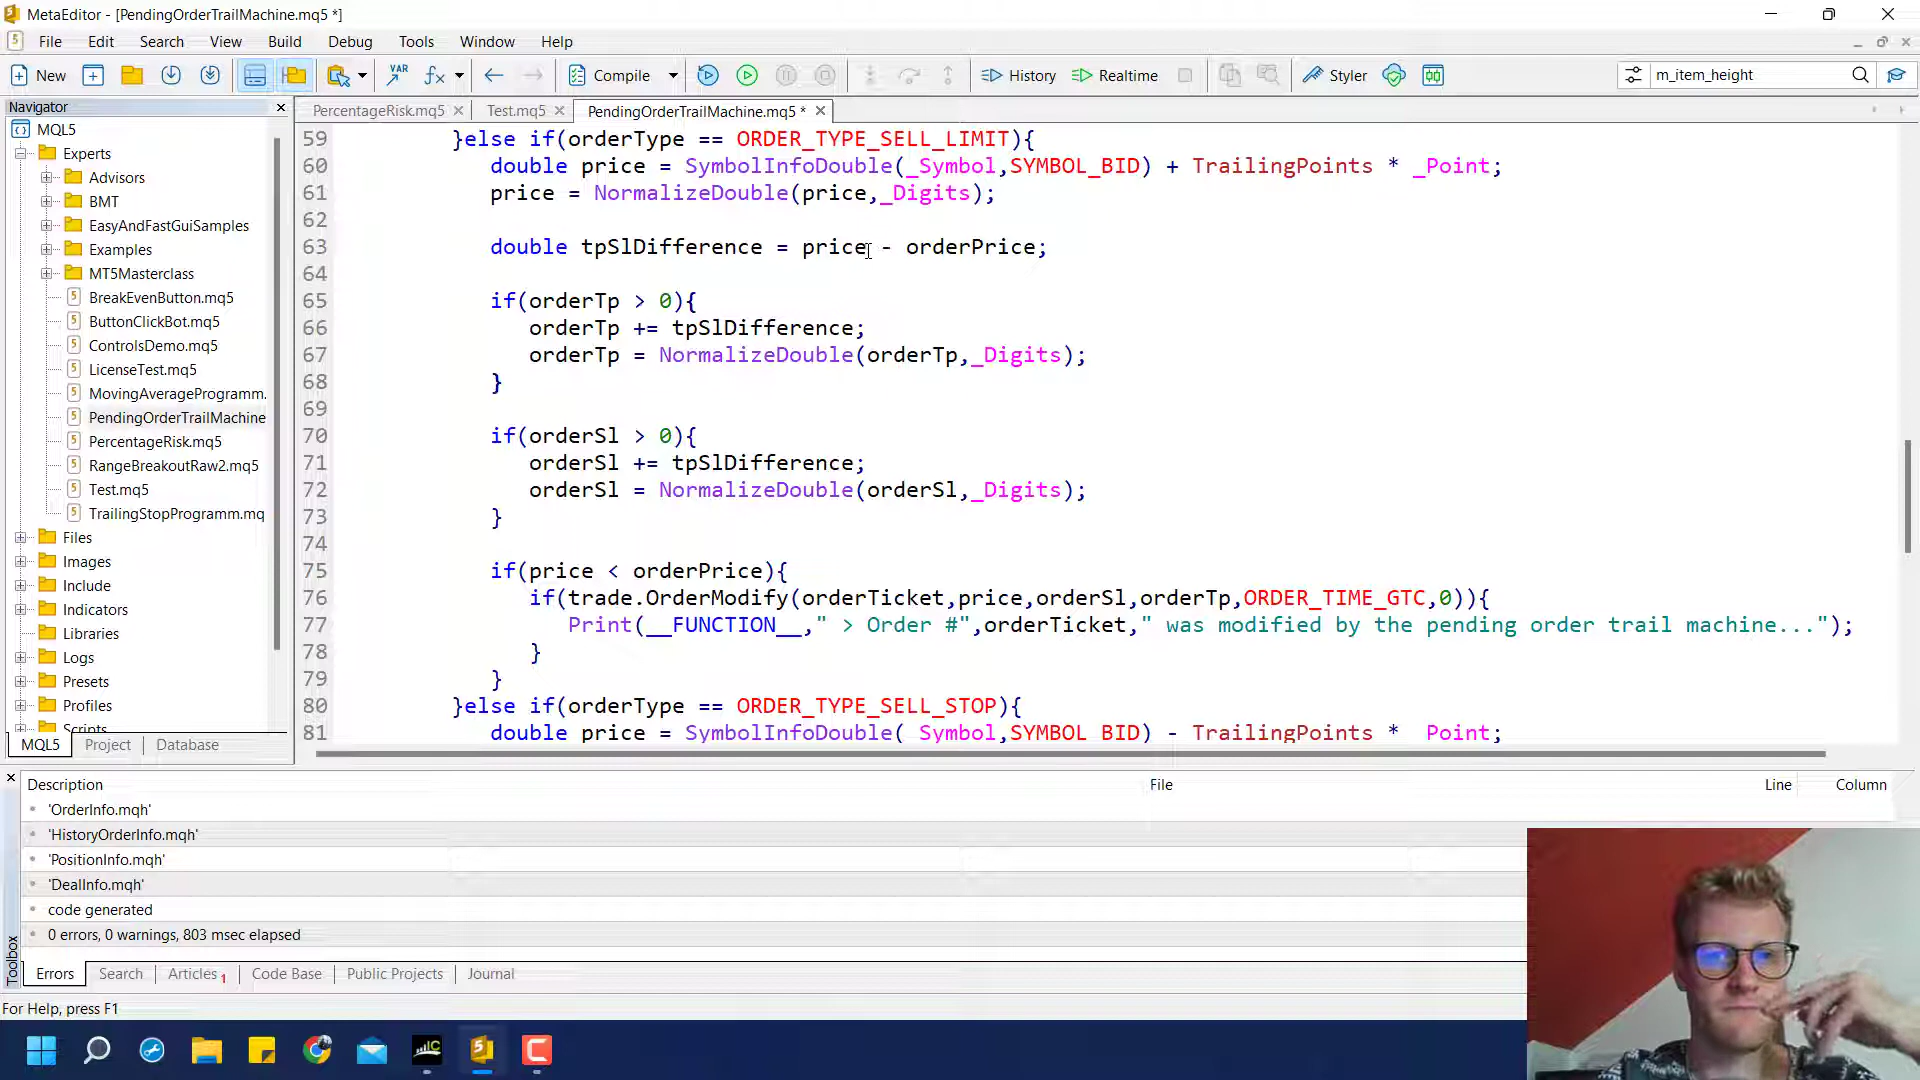 MetaEditor - [PendingOrderTrailMachine.mq5 *]
File Edit Search View Build Debug Tools Window Help
New VAR Compile History Realtime Styler m_item_height
Navigator
PercentageRisk.mq5 Test.mq5 PendingOrderTrailMachine.mq5 *
MQL5
Experts
Advisors
BMT
EasyAndFastGuiSamples
Examples
MT5Masterclass
BreakEvenButton.mq5
ButtonClickBot.mq5
ControlsDemo.mq5
LicenseTest.mq5
MovingAverageProgramm.
PendingOrderTrailMachine
PercentageRisk.mq5
RangeBreakoutRaw2.mq5
Test.mq5
TrailingStopProgramm.mq
Files
Images
Include
Indicators
Libraries
Logs
Presets
Profiles
Scripts
MQL5 Project Database
59 }else if(orderType == ORDER_TYPE_SELL_LIMIT){
60 double price = SymbolInfoDouble(_Symbol,SYMBOL_BID) + TrailingPoints * _Point;
61 price = NormalizeDouble(price,_Digits);
62
63 double tpSlDifference = price - orderPrice;
64
65 if(orderTp > 0){
66 orderTp += tpSlDifference;
67 orderTp = NormalizeDouble(orderTp,_Digits);
68 }
69
70 if(orderSl > 0){
71 orderSl += tpSlDifference;
72 orderSl = NormalizeDouble(orderSl,_Digits);
73 }
74
75 if(price < orderPrice){
76 if(trade.OrderModify(orderTicket,price,orderSl,orderTp,ORDER_TIME_GTC,0)){
77 Print(__FUNCTION__," > Order #",orderTicket," was modified by the pending order trail machine...");
78 }
79 }
80 }else if(orderType == ORDER_TYPE_SELL_STOP){
81 double price = SymbolInfoDouble(_Symbol,SYMBOL_BID) - TrailingPoints * _Point;
Description File Line Column
'OrderInfo.mqh'
'HistoryOrderInfo.mqh'
'PositionInfo.mqh'
'DealInfo.mqh'
code generated
0 errors, 0 warnings, 803 msec elapsed
Toolbox
Errors Search Articles 1 Code Base Public Projects Journal
For Help, press F1
IC 5